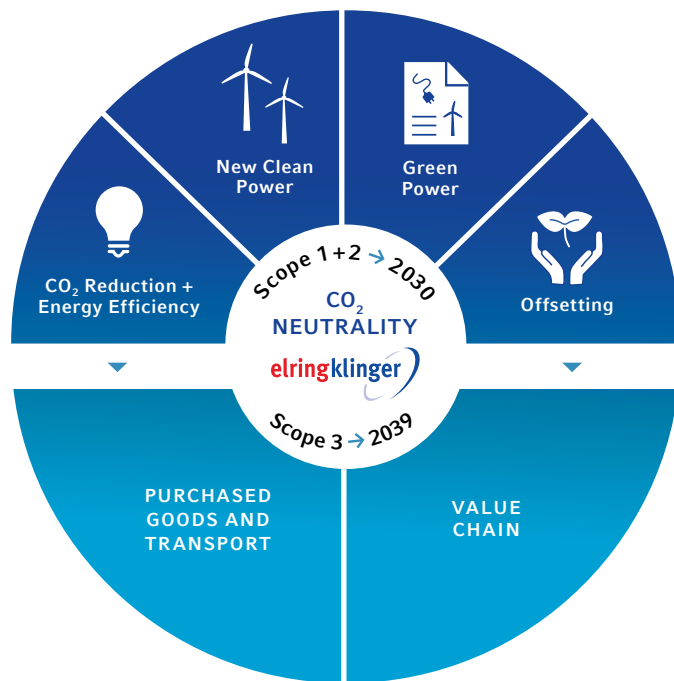 New Clean
Power
Green
Power
CO₂ Reduction +
Energy Efficiency
Offsetting
Scope 1+2 → 2030
CO₂
NEUTRALITY
elringklinger
Scope 3 → 2039
PURCHASED
GOODS AND
TRANSPORT
VALUE
CHAIN